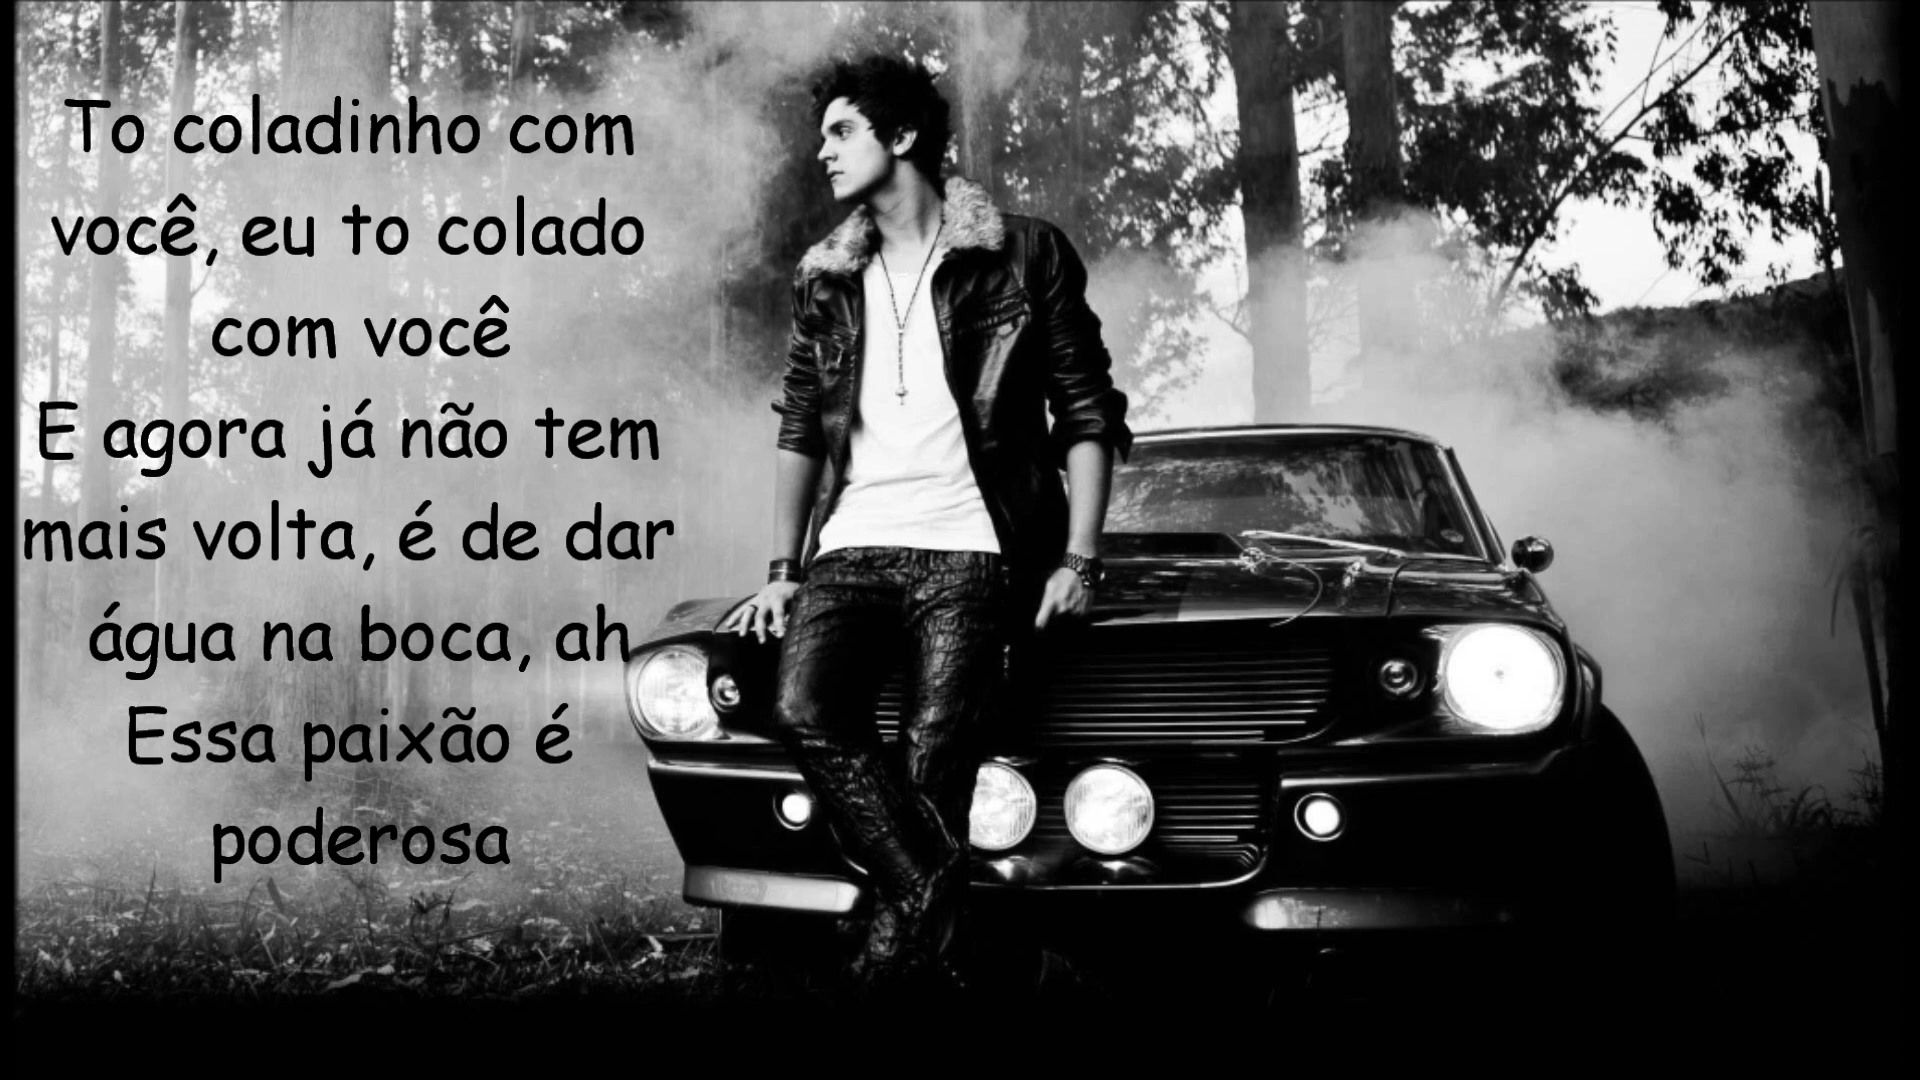 To coladinho com
você, eu to colado
com você
E agora já não tem
mais volta, é de dar
água na boca, ah
Essa paixão é
poderosa